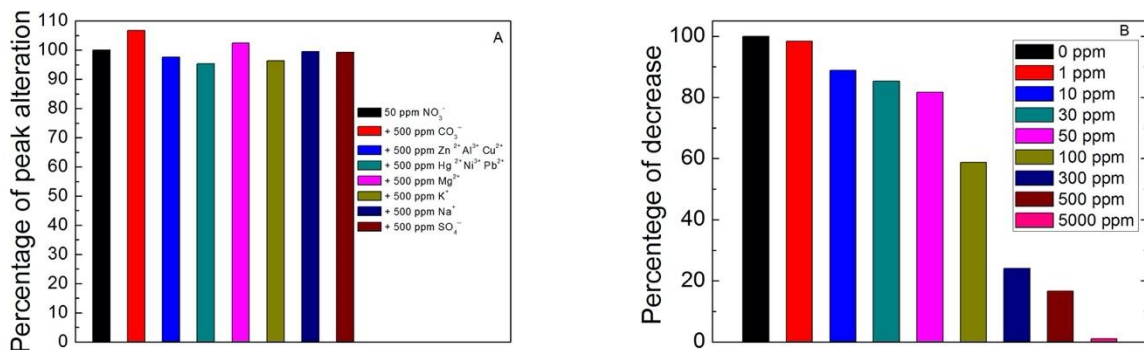 A
Percentage of peak alteration
110
100
90
80
70
60
50
40
30
20
10
0
50 ppm NO₃⁻
+ 500 ppm CO₃⁻
+ 500 ppm Zn²⁺ Al³⁺ Cu²⁺
+ 500 ppm Hg²⁺ Ni³⁺ Pb²⁺
+ 500 ppm Mg²⁺
+ 500 ppm K⁺
+ 500 ppm Na⁺
+ 500 ppm SO₄⁻⁻
B
Percentege of decrease
100
80
60
40
20
0
0 ppm
1 ppm
10 ppm
30 ppm
50 ppm
100 ppm
300 ppm
500 ppm
5000 ppm